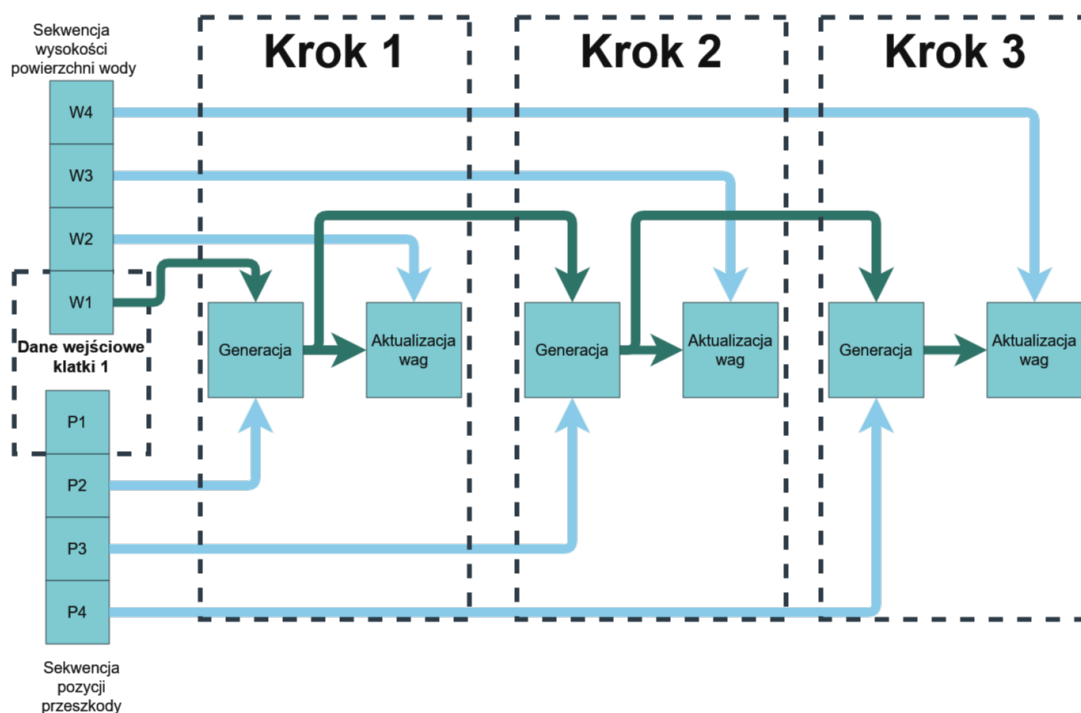 Sekwencja
wysokości
powierzchni wody
Krok 1
Krok 2
Krok 3
W4
W3
W2
W1
Dane wejściowe
klatki 1
Generacja
Aktualizacja
wag
Generacja
Aktualizacja
wag
Generacja
Aktualizacja
wag
P1
P2
P3
P4
Sekwencja
pozycji
przeszkody